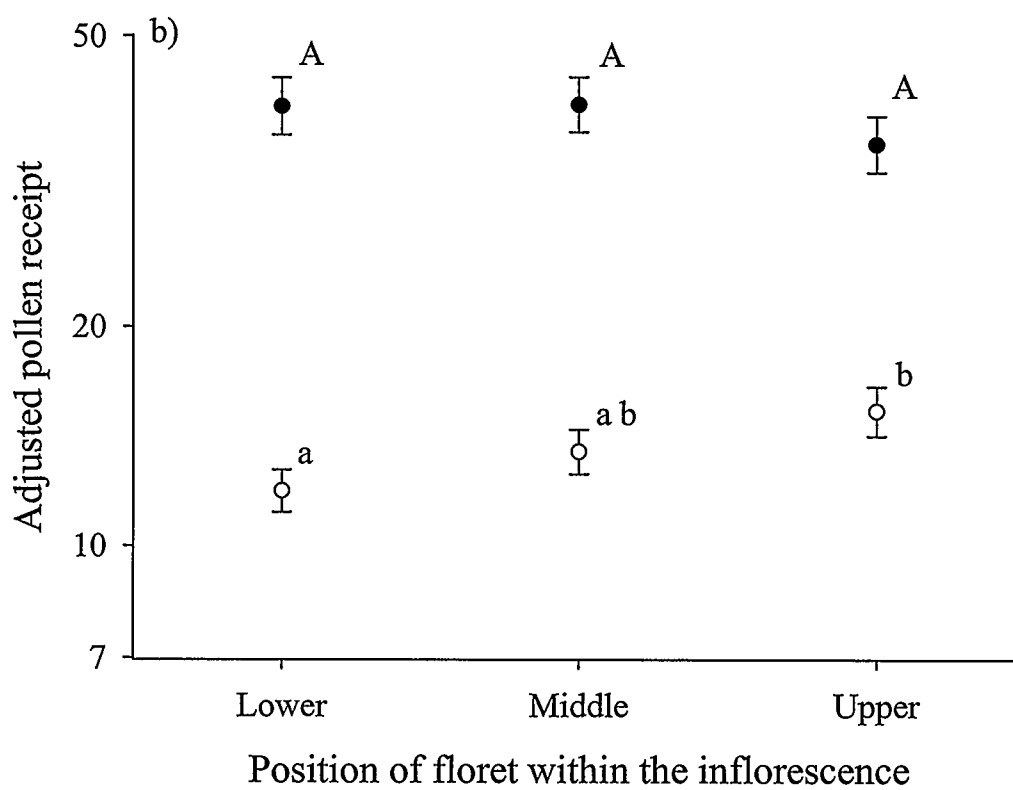 b)
50
20
10
7
Adjusted pollen receipt
A
A
A
a
a b
b
Lower
Middle
Upper
Position of floret within the inflorescence